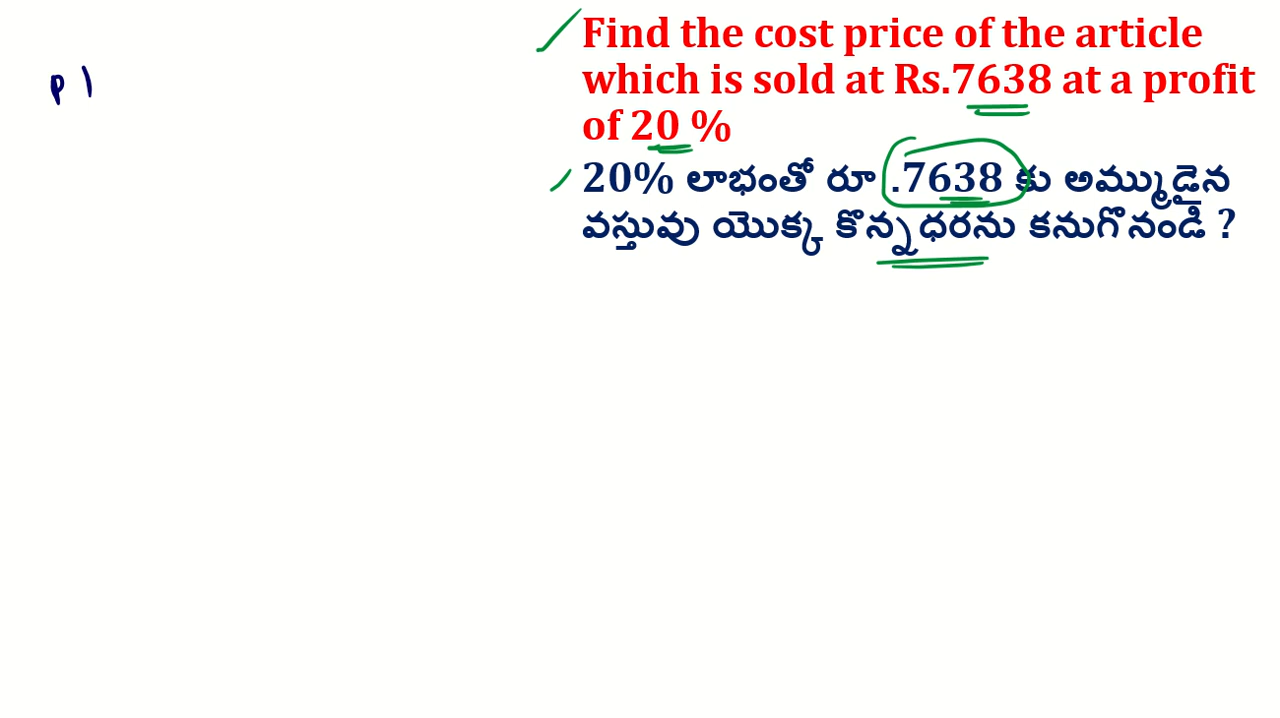 p 1
Find the cost price of the article
which is sold at Rs.7638 at a profit
of 20 %
20% లాభంతో రూ .7638 కు అమ్ముడైన
వస్తువు యొక్క కొన్నధరను కనుగొనండి ?